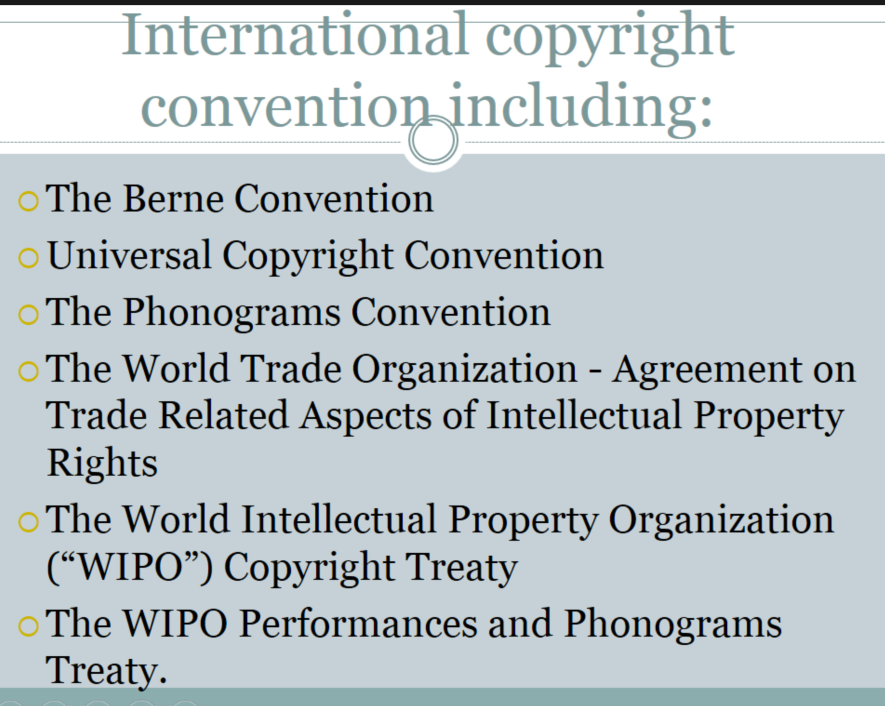 International copyright
convention including:
The Berne Convention
Universal Copyright Convention
The Phonograms Convention
The World Trade Organization - Agreement on
Trade Related Aspects of Intellectual Property
Rights
The World Intellectual Property Organization
(“WIPO”) Copyright Treaty
The WIPO Performances and Phonograms
Treaty.